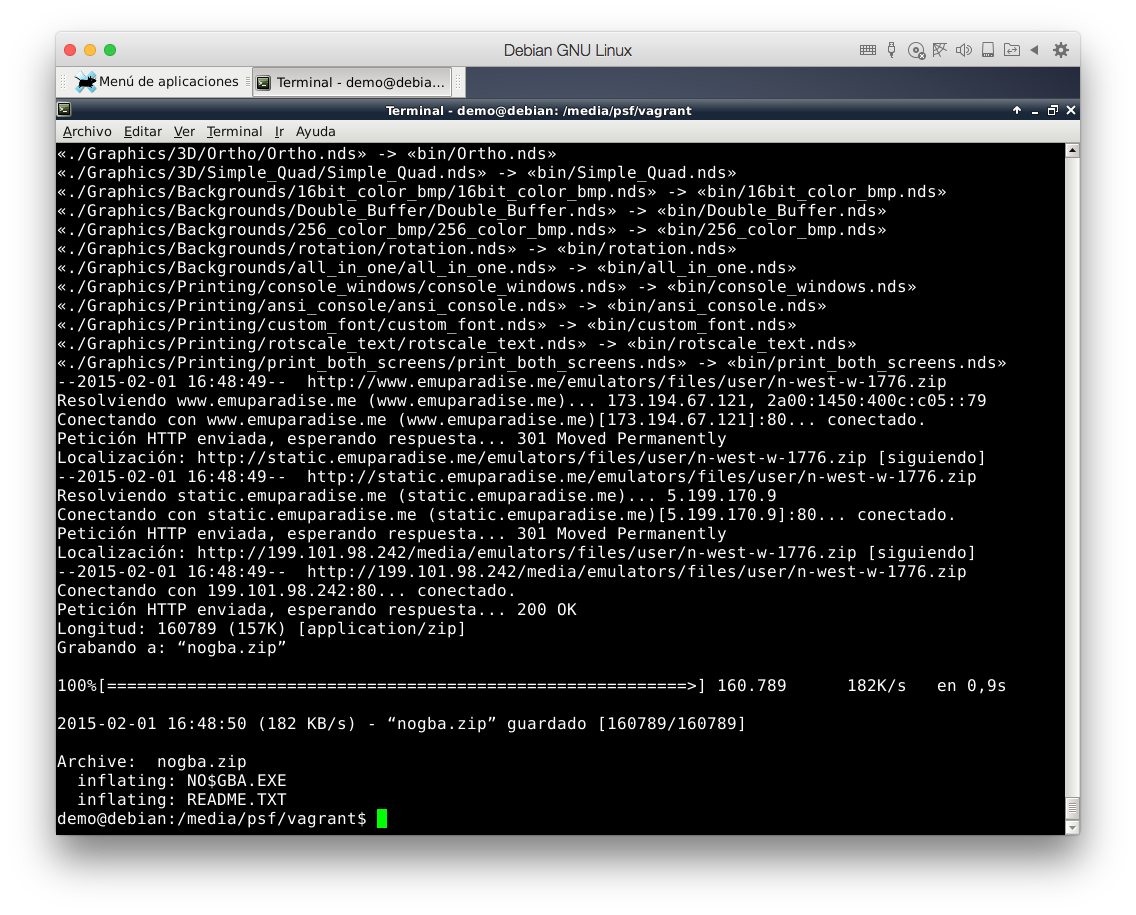 Debian GNU Linux
Menú de aplicaciones
Terminal - demo@debia...
Terminal - demo@debian: /media/psf/vagrant
Archivo Editar Ver Terminal Ir Ayuda
«./Graphics/3D/Ortho/Ortho.nds» -> «bin/Ortho.nds»
«./Graphics/3D/Simple_Quad/Simple_Quad.nds» -> «bin/Simple_Quad.nds»
«./Graphics/Backgrounds/16bit_color_bmp/16bit_color_bmp.nds» -> «bin/16bit_color_bmp.nds»
«./Graphics/Backgrounds/Double_Buffer/Double_Buffer.nds» -> «bin/Double_Buffer.nds»
«./Graphics/Backgrounds/256_color_bmp/256_color_bmp.nds» -> «bin/256_color_bmp.nds»
«./Graphics/Backgrounds/rotation/rotation.nds» -> «bin/rotation.nds»
«./Graphics/Backgrounds/all_in_one/all_in_one.nds» -> «bin/all_in_one.nds»
«./Graphics/Printing/console_windows/console_windows.nds» -> «bin/console_windows.nds»
«./Graphics/Printing/ansi_console/ansi_console.nds» -> «bin/ansi_console.nds»
«./Graphics/Printing/custom_font/custom_font.nds» -> «bin/custom_font.nds»
«./Graphics/Printing/rotscale_text/rotscale_text.nds» -> «bin/rotscale_text.nds»
«./Graphics/Printing/print_both_screens/print_both_screens.nds» -> «bin/print_both_screens.nds»
--2015-02-01 16:48:49--  http://www.emuparadise.me/emulators/files/user/n-west-w-1776.zip
Resolviendo www.emuparadise.me (www.emuparadise.me)... 173.194.67.121, 2a00:1450:400c:c05::79
Conectando con www.emuparadise.me (www.emuparadise.me)[173.194.67.121]:80... conectado.
Petición HTTP enviada, esperando respuesta... 301 Moved Permanently
Localización: http://static.emuparadise.me/emulators/files/user/n-west-w-1776.zip [siguiendo]
--2015-02-01 16:48:49--  http://static.emuparadise.me/emulators/files/user/n-west-w-1776.zip
Resolviendo static.emuparadise.me (static.emuparadise.me)... 5.199.170.9
Conectando con static.emuparadise.me (static.emuparadise.me)[5.199.170.9]:80... conectado.
Petición HTTP enviada, esperando respuesta... 301 Moved Permanently
Localización: http://199.101.98.242/media/emulators/files/user/n-west-w-1776.zip [siguiendo]
--2015-02-01 16:48:49--  http://199.101.98.242/media/emulators/files/user/n-west-w-1776.zip
Conectando con 199.101.98.242:80... conectado.
Petición HTTP enviada, esperando respuesta... 200 OK
Longitud: 160789 (157K) [application/zip]
Grabando a: “nogba.zip”
100%[==========================================================>] 160.789      182K/s   en 0,9s
2015-02-01 16:48:50 (182 KB/s) - “nogba.zip” guardado [160789/160789]
Archive:  nogba.zip
  inflating: NO$GBA.EXE
  inflating: README.TXT
demo@debian:/media/psf/vagrant$